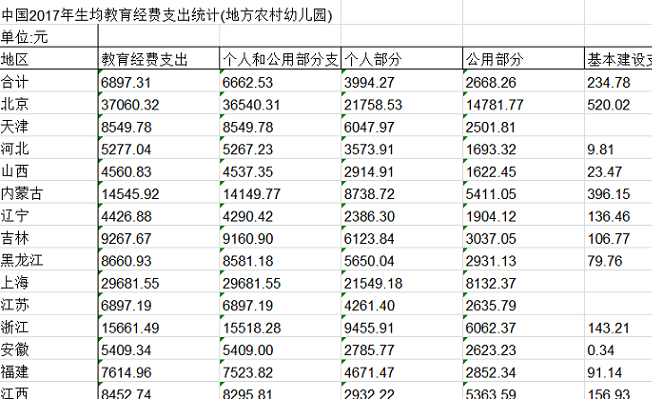 中国2017年生均教育经费支出统计(地方农村幼儿园)
单位:元
地区 教育经费支出 个人和公用部分支 个人部分 公用部分 基本建设支
合计 6897.31 6662.53 3994.27 2668.26 234.78
北京 37060.32 36540.31 21758.53 14781.77 520.02
天津 8549.78 8549.78 6047.97 2501.81
河北 5277.04 5267.23 3573.91 1693.32 9.81
山西 4560.83 4537.35 2914.91 1622.45 23.47
内蒙古 14545.92 14149.77 8738.72 5411.05 396.15
辽宁 4426.88 4290.42 2386.30 1904.12 136.46
吉林 9267.67 9160.90 6123.84 3037.05 106.77
黑龙江 8660.93 8581.18 5650.04 2931.13 79.76
上海 29681.55 29681.55 21549.18 8132.37
江苏 6897.19 6897.19 4261.40 2635.79
浙江 15661.49 15518.28 9455.91 6062.37 143.21
安徽 5409.34 5409.00 2785.77 2623.23 0.34
福建 7614.96 7523.82 4671.47 2852.34 91.14
江西 8452.74 8295.81 2932.22 5363.59 156.93